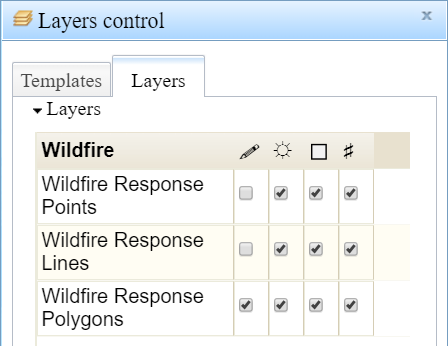 Layers control
Templates Layers
Layers
Wildfire
Wildfire Response
Points
Wildfire Response
Lines
Wildfire Response
Polygons